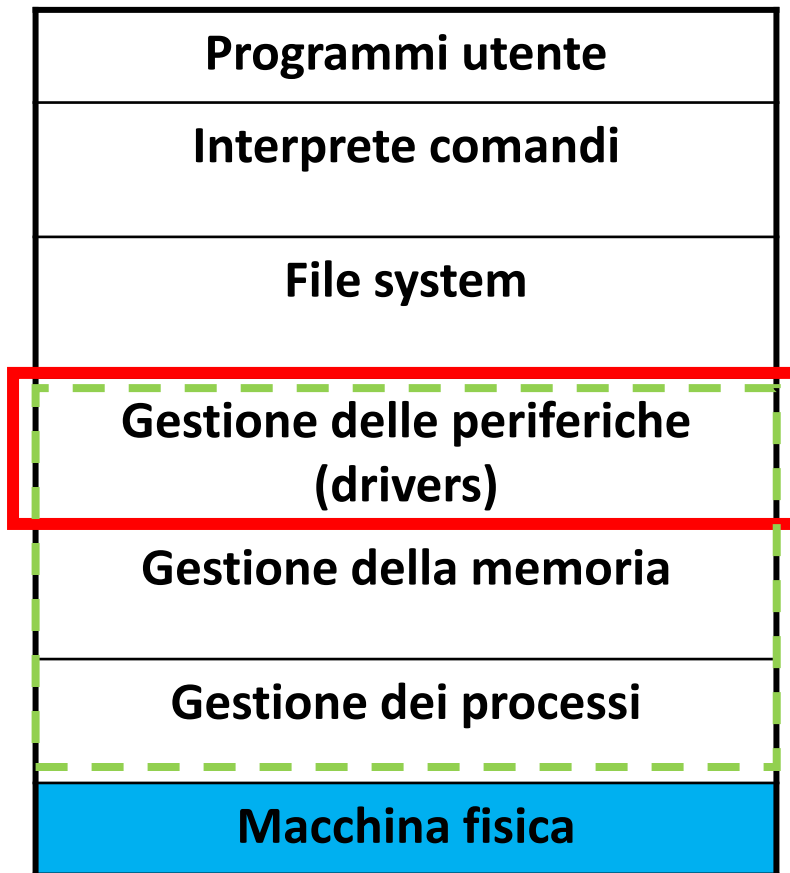 Programmi utente
Interprete comandi
File system
Gestione delle periferiche
(drivers)
Gestione della memoria
Gestione dei processi
Macchina fisica